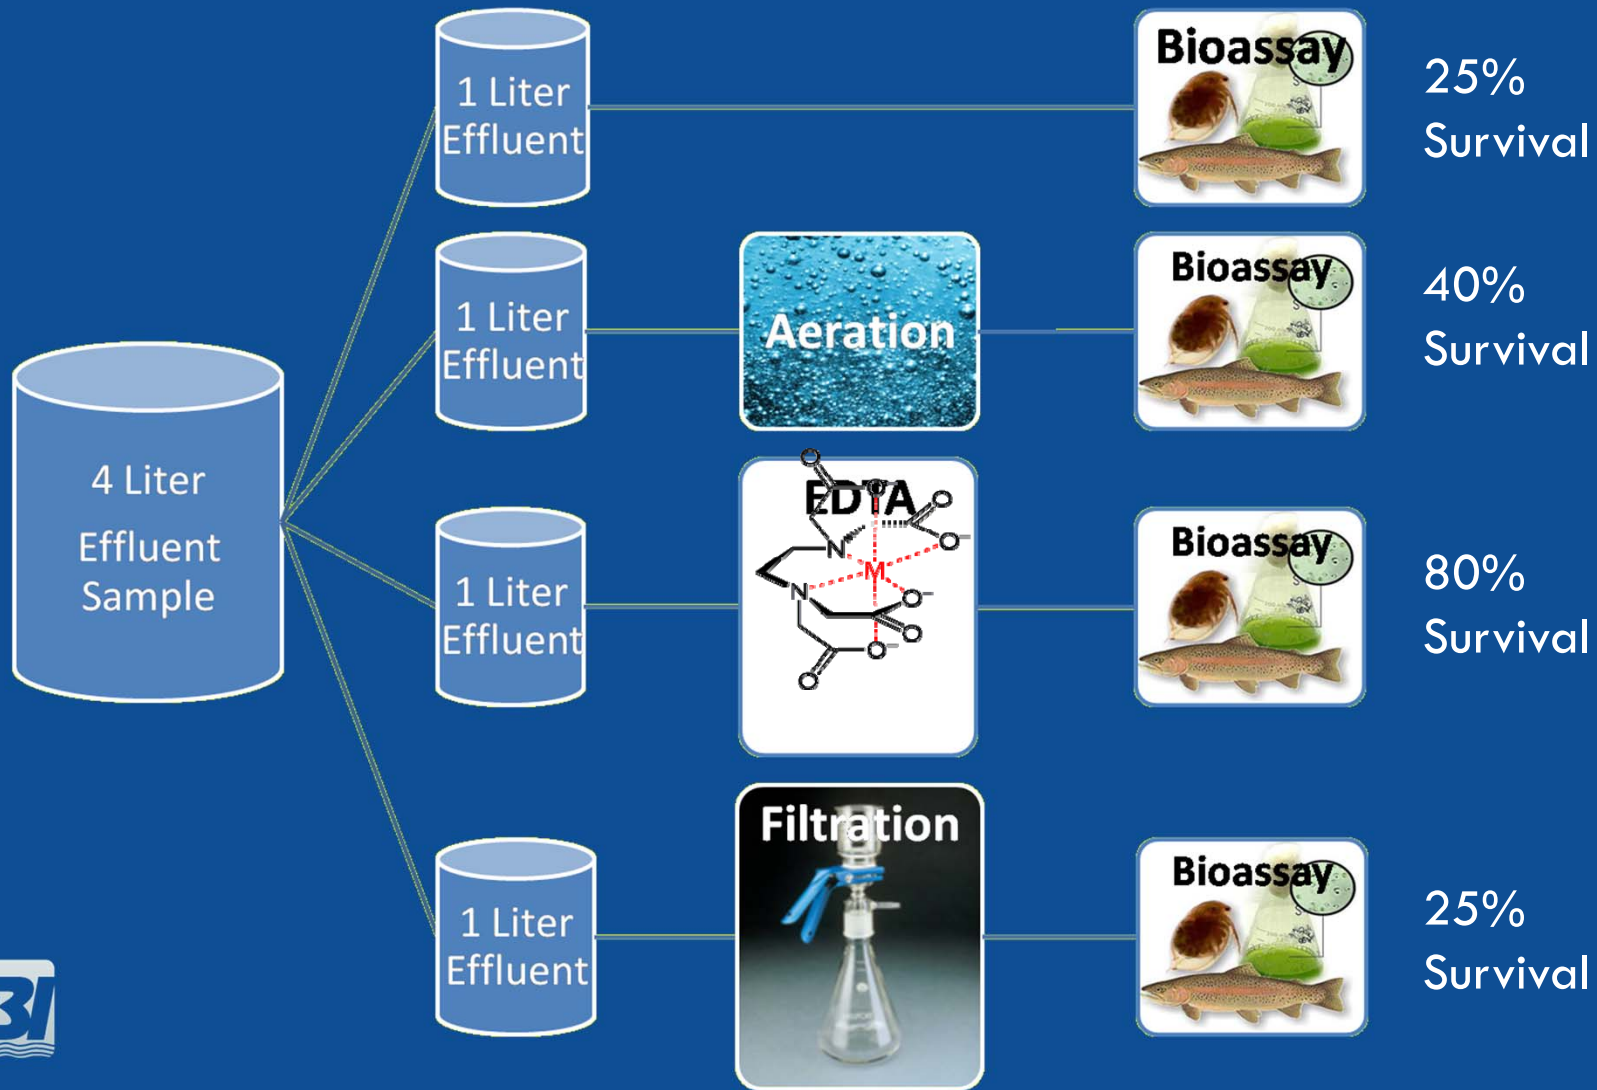 1 Liter
Effluent
Bioassay
25%
Survival
1 Liter
Effluent
Aeration
Bioassay
40%
Survival
4 Liter
Effluent
Sample
1 Liter
Effluent
EDTA
O
O
O
O−
N
M
N
O−
O
O−
O
Bioassay
80%
Survival
1 Liter
Effluent
Filtration
Bioassay
25%
Survival